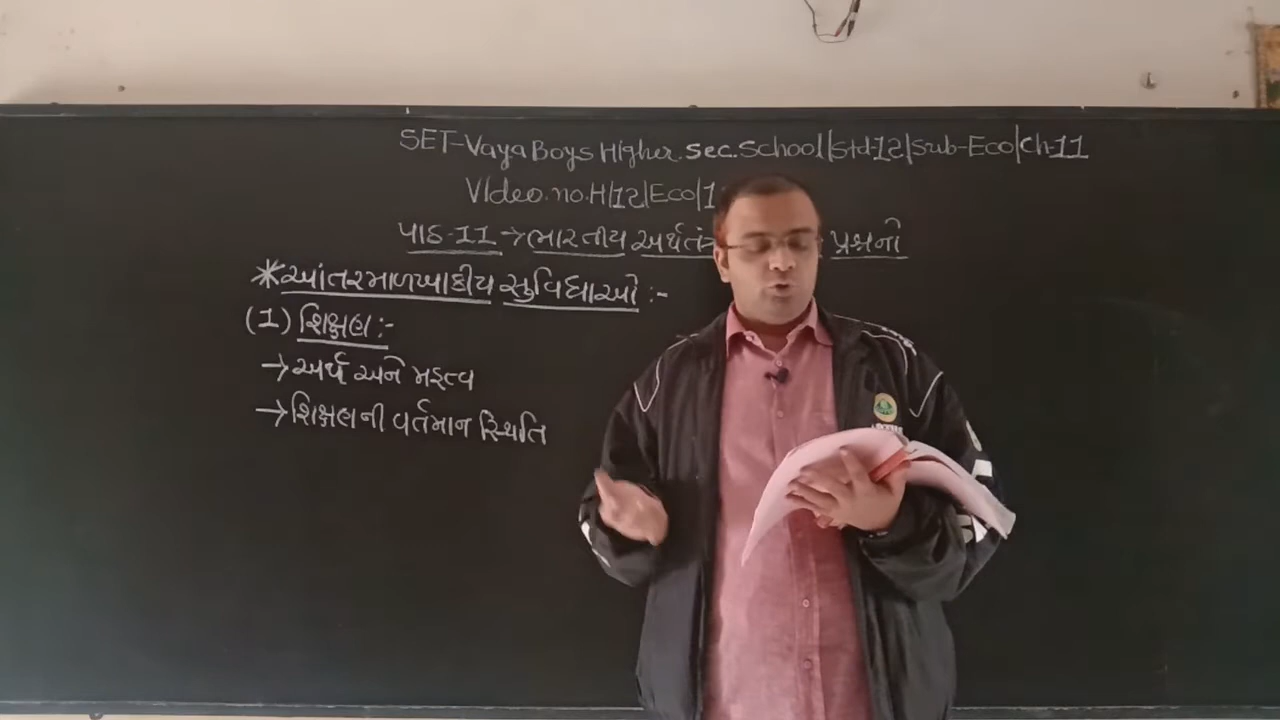 SET-Vaya Boys Higher.sec.School|Std-12|Sub-Eco|Ch-11
Video.no.H|12|Eco|1
પાઠ-11 → ભારતીય અર્થતં પ્રશ્નનો
*આંતરમાળખાકીય સુવિધાઓ :-
(1) શિક્ષણ:-
→ અર્થ અને મહત્વ
→ શિક્ષણની વર્તમાન સ્થિતિ